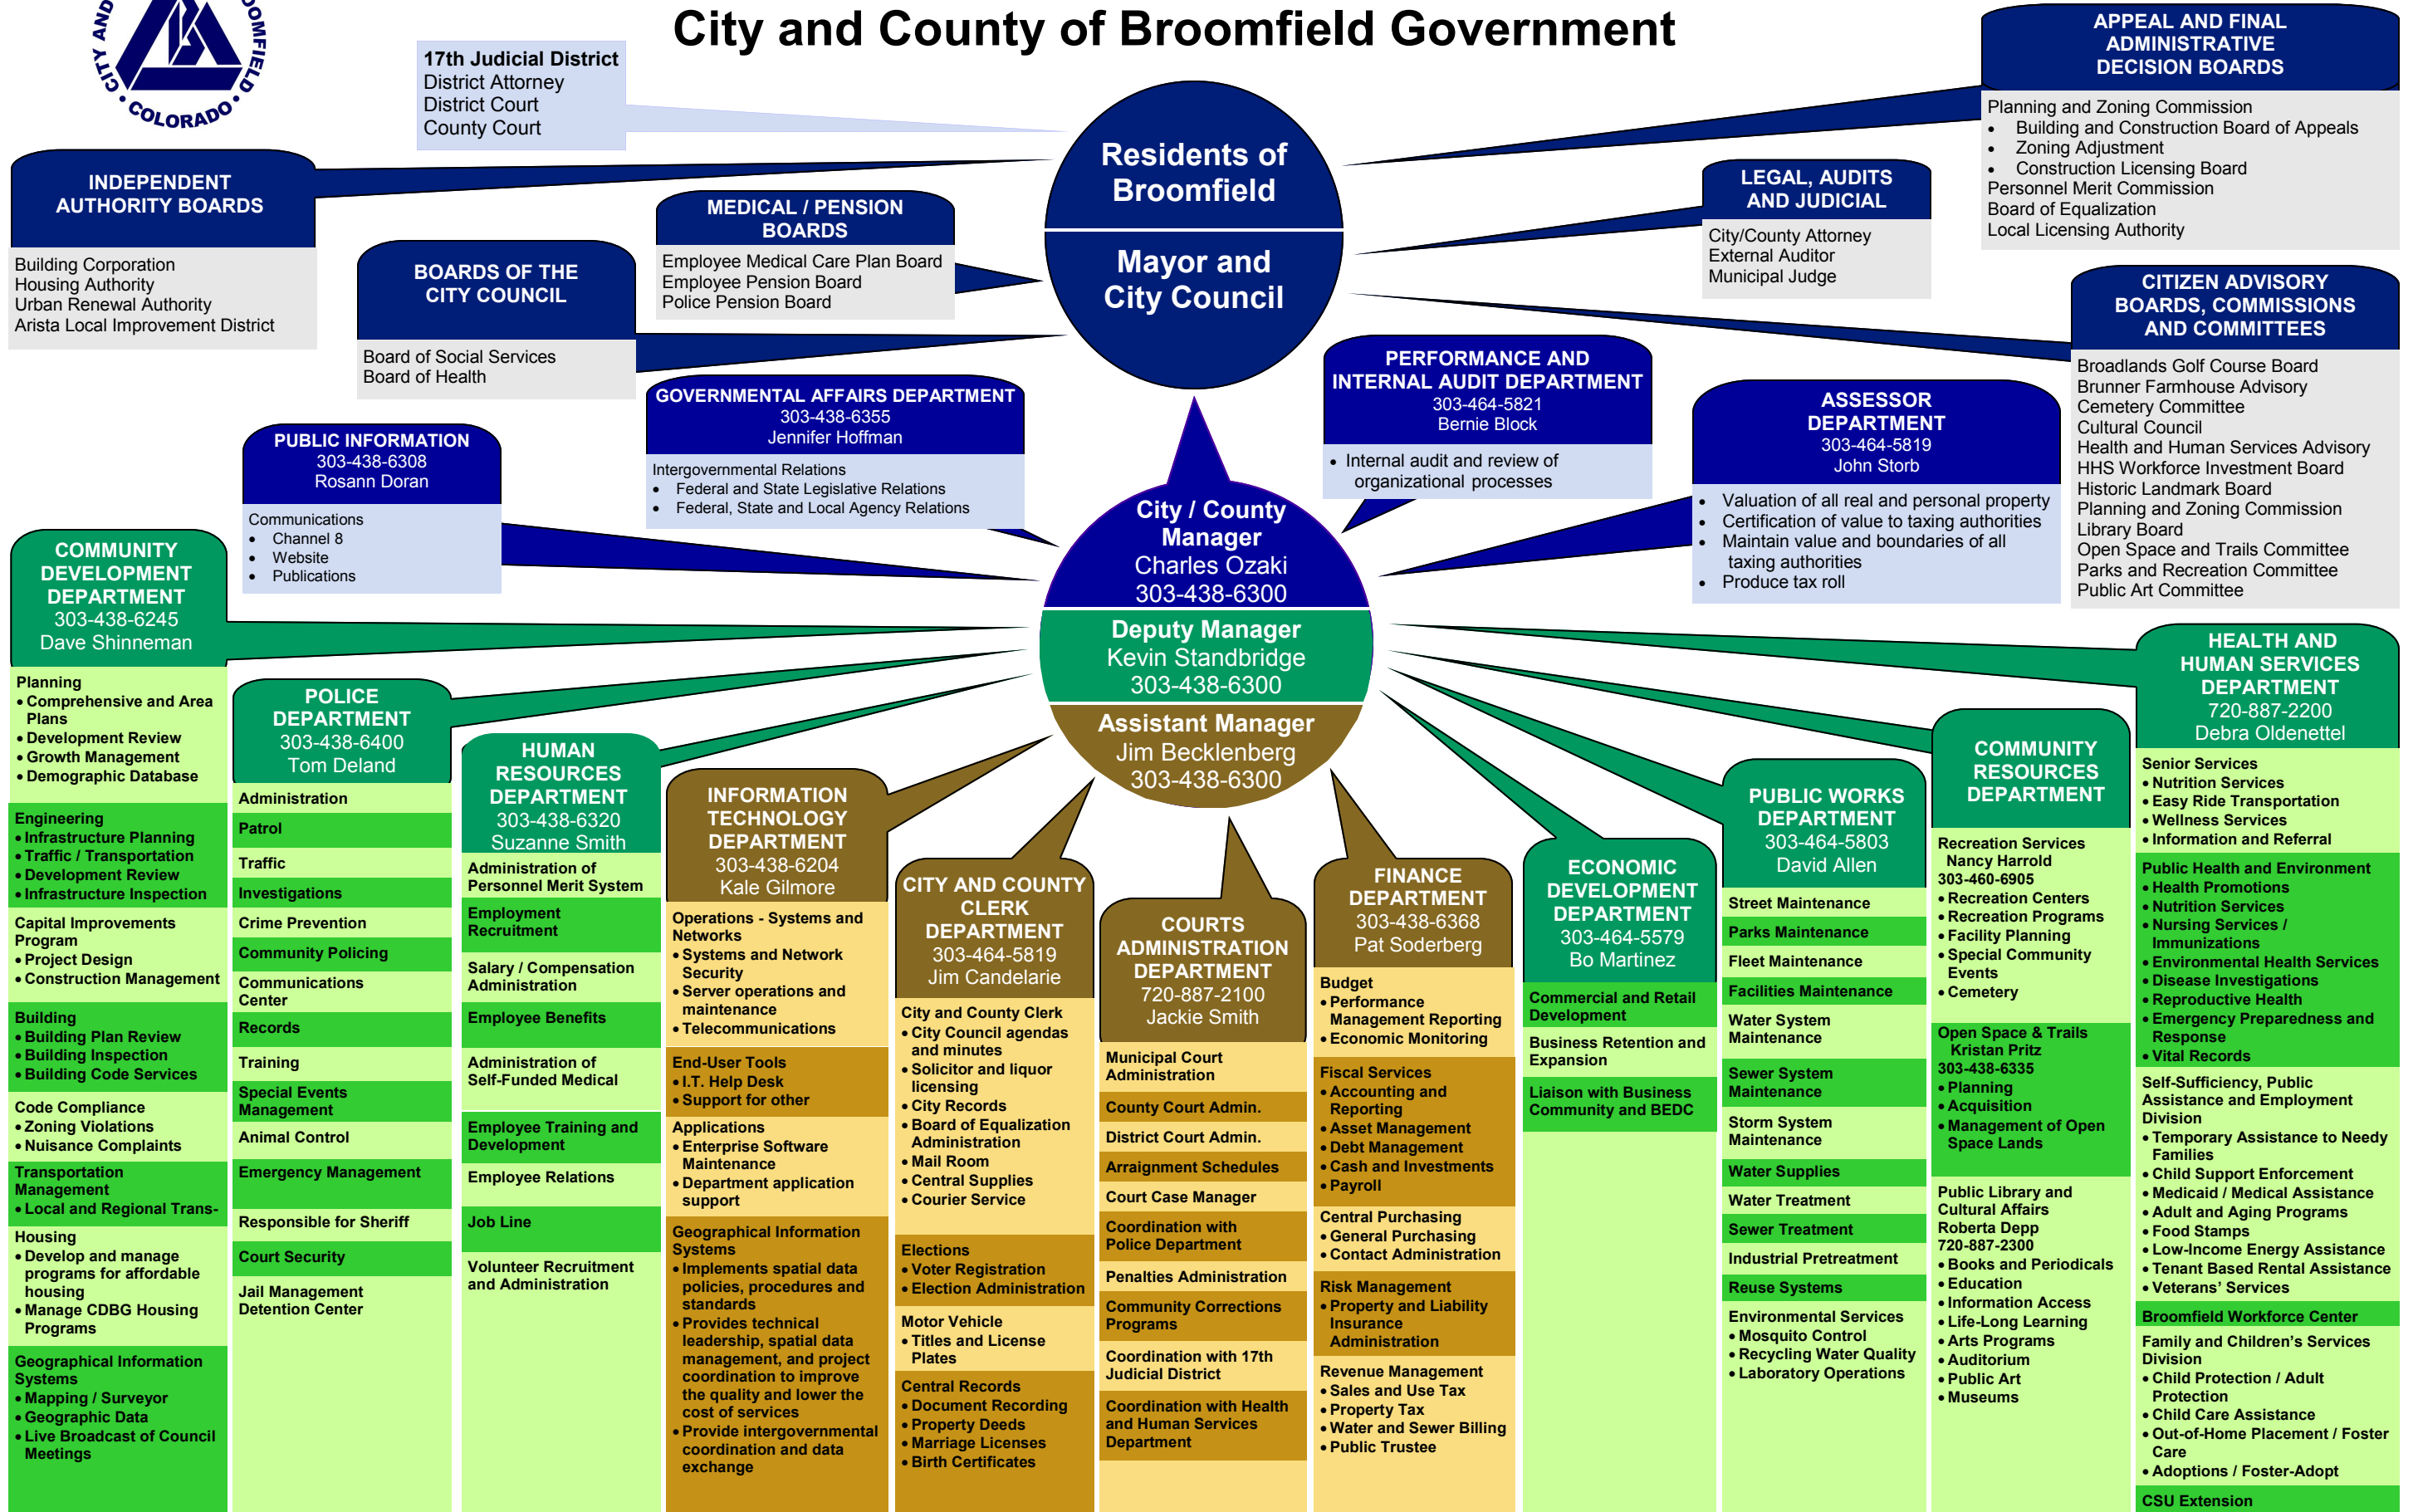 City and County of Broomfield Government
CITY AND
OOMFIELD
COLORADO
17th Judicial District
District Attorney
District Court
County Court
Residents of
Broomfield
Mayor and
City Council
APPEAL AND FINAL
ADMINISTRATIVE
DECISION BOARDS
Planning and Zoning Commission
• Building and Construction Board of Appeals
• Zoning Adjustment
• Construction Licensing Board
Personnel Merit Commission
Board of Equalization
Local Licensing Authority
INDEPENDENT
AUTHORITY BOARDS
Building Corporation
Housing Authority
Urban Renewal Authority
Arista Local Improvement District
MEDICAL / PENSION
BOARDS
Employee Medical Care Plan Board
Employee Pension Board
Police Pension Board
LEGAL, AUDITS
AND JUDICIAL
City/County Attorney
External Auditor
Municipal Judge
BOARDS OF THE
CITY COUNCIL
Board of Social Services
Board of Health
CITIZEN ADVISORY
BOARDS, COMMISSIONS
AND COMMITTEES
Broadlands Golf Course Board
Brunner Farmhouse Advisory
Cemetery Committee
Cultural Council
Health and Human Services Advisory
HHS Workforce Investment Board
Historic Landmark Board
Planning and Zoning Commission
Library Board
Open Space and Trails Committee
Parks and Recreation Committee
Public Art Committee
PUBLIC INFORMATION
303-438-6308
Rosann Doran
Communications
• Channel 8
• Website
• Publications
GOVERNMENTAL AFFAIRS DEPARTMENT
303-438-6355
Jennifer Hoffman
Intergovernmental Relations
• Federal and State Legislative Relations
• Federal, State and Local Agency Relations
PERFORMANCE AND
INTERNAL AUDIT DEPARTMENT
303-464-5821
Bernie Block
• Internal audit and review of
organizational processes
ASSESSOR
DEPARTMENT
303-464-5819
John Storb
• Valuation of all real and personal property
• Certification of value to taxing authorities
• Maintain value and boundaries of all
taxing authorities
• Produce tax roll
City / County
Manager
Charles Ozaki
303-438-6300
Deputy Manager
Kevin Standbridge
303-438-6300
Assistant Manager
Jim Becklenberg
303-438-6300
COMMUNITY
DEVELOPMENT
DEPARTMENT
303-438-6245
Dave Shinneman
Planning
• Comprehensive and Area
Plans
• Development Review
• Growth Management
• Demographic Database
Engineering
• Infrastructure Planning
• Traffic / Transportation
• Development Review
• Infrastructure Inspection
Capital Improvements
Program
• Project Design
• Construction Management
Building
• Building Plan Review
• Building Inspection
• Building Code Services
Code Compliance
• Zoning Violations
• Nuisance Complaints
Transportation
Management
• Local and Regional Trans-
Housing
• Develop and manage
programs for affordable
housing
• Manage CDBG Housing
Programs
Geographical Information
Systems
• Mapping / Surveyor
• Geographic Data
• Live Broadcast of Council
Meetings
POLICE
DEPARTMENT
303-438-6400
Tom Deland
Administration
Patrol
Traffic
Investigations
Crime Prevention
Community Policing
Communications
Center
Records
Training
Special Events
Management
Animal Control
Emergency Management
Responsible for Sheriff
Court Security
Jail Management
Detention Center
HUMAN
RESOURCES
DEPARTMENT
303-438-6320
Suzanne Smith
Administration of
Personnel Merit System
Employment
Recruitment
Salary / Compensation
Administration
Employee Benefits
Administration of
Self-Funded Medical
Employee Training and
Development
Employee Relations
Job Line
Volunteer Recruitment
and Administration
INFORMATION
TECHNOLOGY
DEPARTMENT
303-438-6204
Kale Gilmore
Operations - Systems and
Networks
• Systems and Network
Security
• Server operations and
maintenance
• Telecommunications
End-User Tools
• I.T. Help Desk
• Support for other
Applications
• Enterprise Software
Maintenance
• Department application
support
Geographical Information
Systems
• Implements spatial data
policies, procedures and
standards
• Provides technical
leadership, spatial data
management, and project
coordination to improve
the quality and lower the
cost of services
• Provide intergovernmental
coordination and data
exchange
CITY AND COUNTY
CLERK
DEPARTMENT
303-464-5819
Jim Candelarie
City and County Clerk
• City Council agendas
and minutes
• Solicitor and liquor
licensing
• City Records
• Board of Equalization
Administration
• Mail Room
• Central Supplies
• Courier Service
Elections
• Voter Registration
• Election Administration
Motor Vehicle
• Titles and License
Plates
Central Records
• Document Recording
• Property Deeds
• Marriage Licenses
• Birth Certificates
COURTS
ADMINISTRATION
DEPARTMENT
720-887-2100
Jackie Smith
Municipal Court
Administration
County Court Admin.
District Court Admin.
Arraignment Schedules
Court Case Manager
Coordination with
Police Department
Penalties Administration
Community Corrections
Programs
Coordination with 17th
Judicial District
Coordination with Health
and Human Services
Department
FINANCE
DEPARTMENT
303-438-6368
Pat Soderberg
Budget
• Performance
Management Reporting
• Economic Monitoring
Fiscal Services
• Accounting and
Reporting
• Asset Management
• Debt Management
• Cash and Investments
• Payroll
Central Purchasing
• General Purchasing
• Contact Administration
Risk Management
• Property and Liability
Insurance
Administration
Revenue Management
• Sales and Use Tax
• Property Tax
• Water and Sewer Billing
• Public Trustee
ECONOMIC
DEVELOPMENT
DEPARTMENT
303-464-5579
Bo Martinez
Commercial and Retail
Development
Business Retention and
Expansion
Liaison with Business
Community and BEDC
PUBLIC WORKS
DEPARTMENT
303-464-5803
David Allen
Street Maintenance
Parks Maintenance
Fleet Maintenance
Facilities Maintenance
Water System
Maintenance
Sewer System
Maintenance
Storm System
Maintenance
Water Supplies
Water Treatment
Sewer Treatment
Industrial Pretreatment
Reuse Systems
Environmental Services
• Mosquito Control
• Recycling Water Quality
• Laboratory Operations
COMMUNITY
RESOURCES
DEPARTMENT
Recreation Services
Nancy Harrold
303-460-6905
• Recreation Centers
• Recreation Programs
• Facility Planning
• Special Community
Events
• Cemetery
Open Space & Trails
Kristan Pritz
303-438-6335
• Planning
• Acquisition
• Management of Open
Space Lands
Public Library and
Cultural Affairs
Roberta Depp
720-887-2300
• Books and Periodicals
• Education
• Information Access
• Life-Long Learning
• Arts Programs
• Auditorium
• Public Art
• Museums
HEALTH AND
HUMAN SERVICES
DEPARTMENT
720-887-2200
Debra Oldenettel
Senior Services
• Nutrition Services
• Easy Ride Transportation
• Wellness Services
• Information and Referral
Public Health and Environment
• Health Promotions
• Nutrition Services
• Nursing Services /
Immunizations
• Environmental Health Services
• Disease Investigations
• Reproductive Health
• Emergency Preparedness and
Response
• Vital Records
Self-Sufficiency, Public
Assistance and Employment
Division
• Temporary Assistance to Needy
Families
• Child Support Enforcement
• Medicaid / Medical Assistance
• Adult and Aging Programs
• Food Stamps
• Low-Income Energy Assistance
• Tenant Based Rental Assistance
• Veterans' Services
Broomfield Workforce Center
Family and Children's Services
Division
• Child Protection / Adult
Protection
• Child Care Assistance
• Out-of-Home Placement / Foster
Care
• Adoptions / Foster-Adopt
CSU Extension